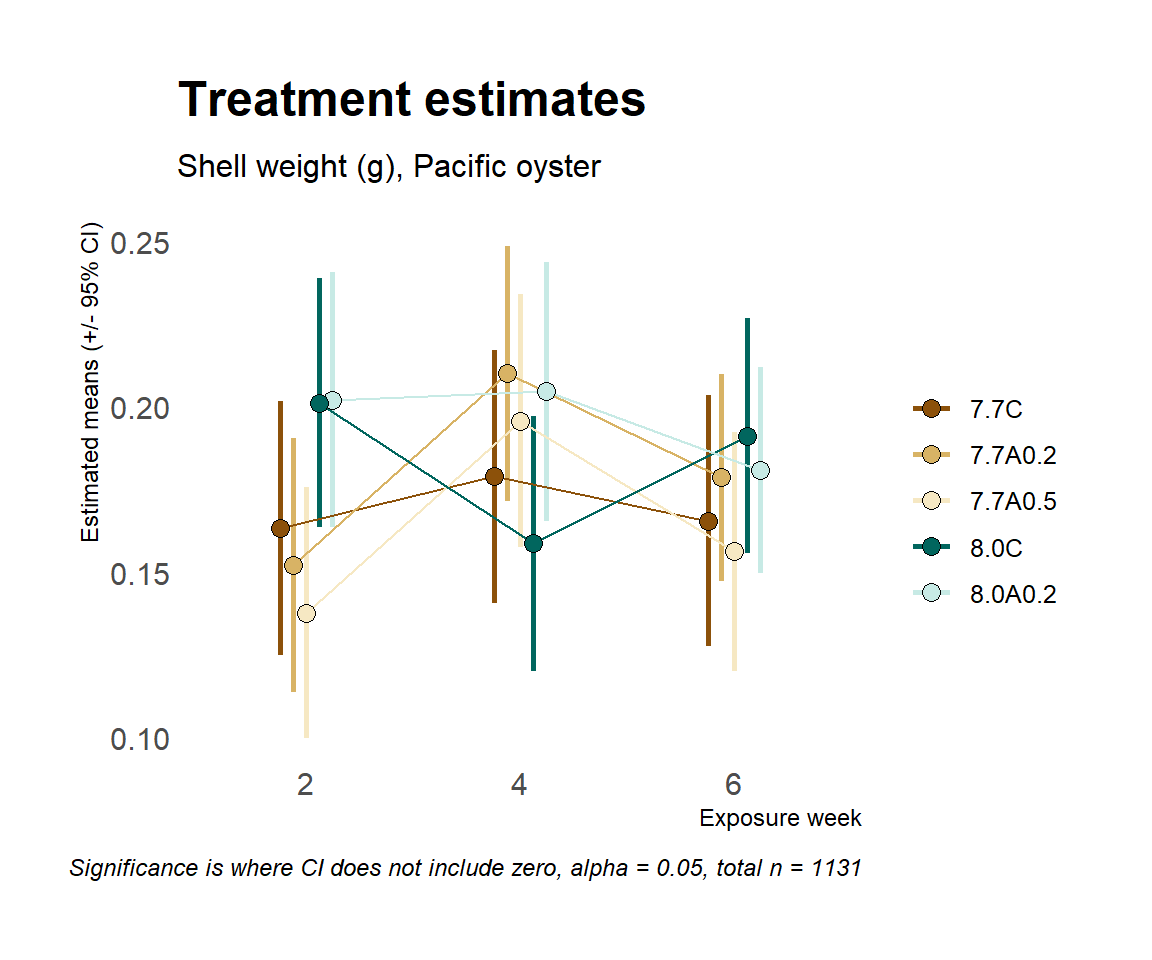 Treatment estimates
Shell weight (g), Pacific oyster
Estimated means (+/- 95% CI)
0.25
0.20
0.15
0.10
2
4
6
Exposure week
7.7C
7.7A0.2
7.7A0.5
8.0C
8.0A0.2
Significance is where CI does not include zero, alpha = 0.05, total n = 1131